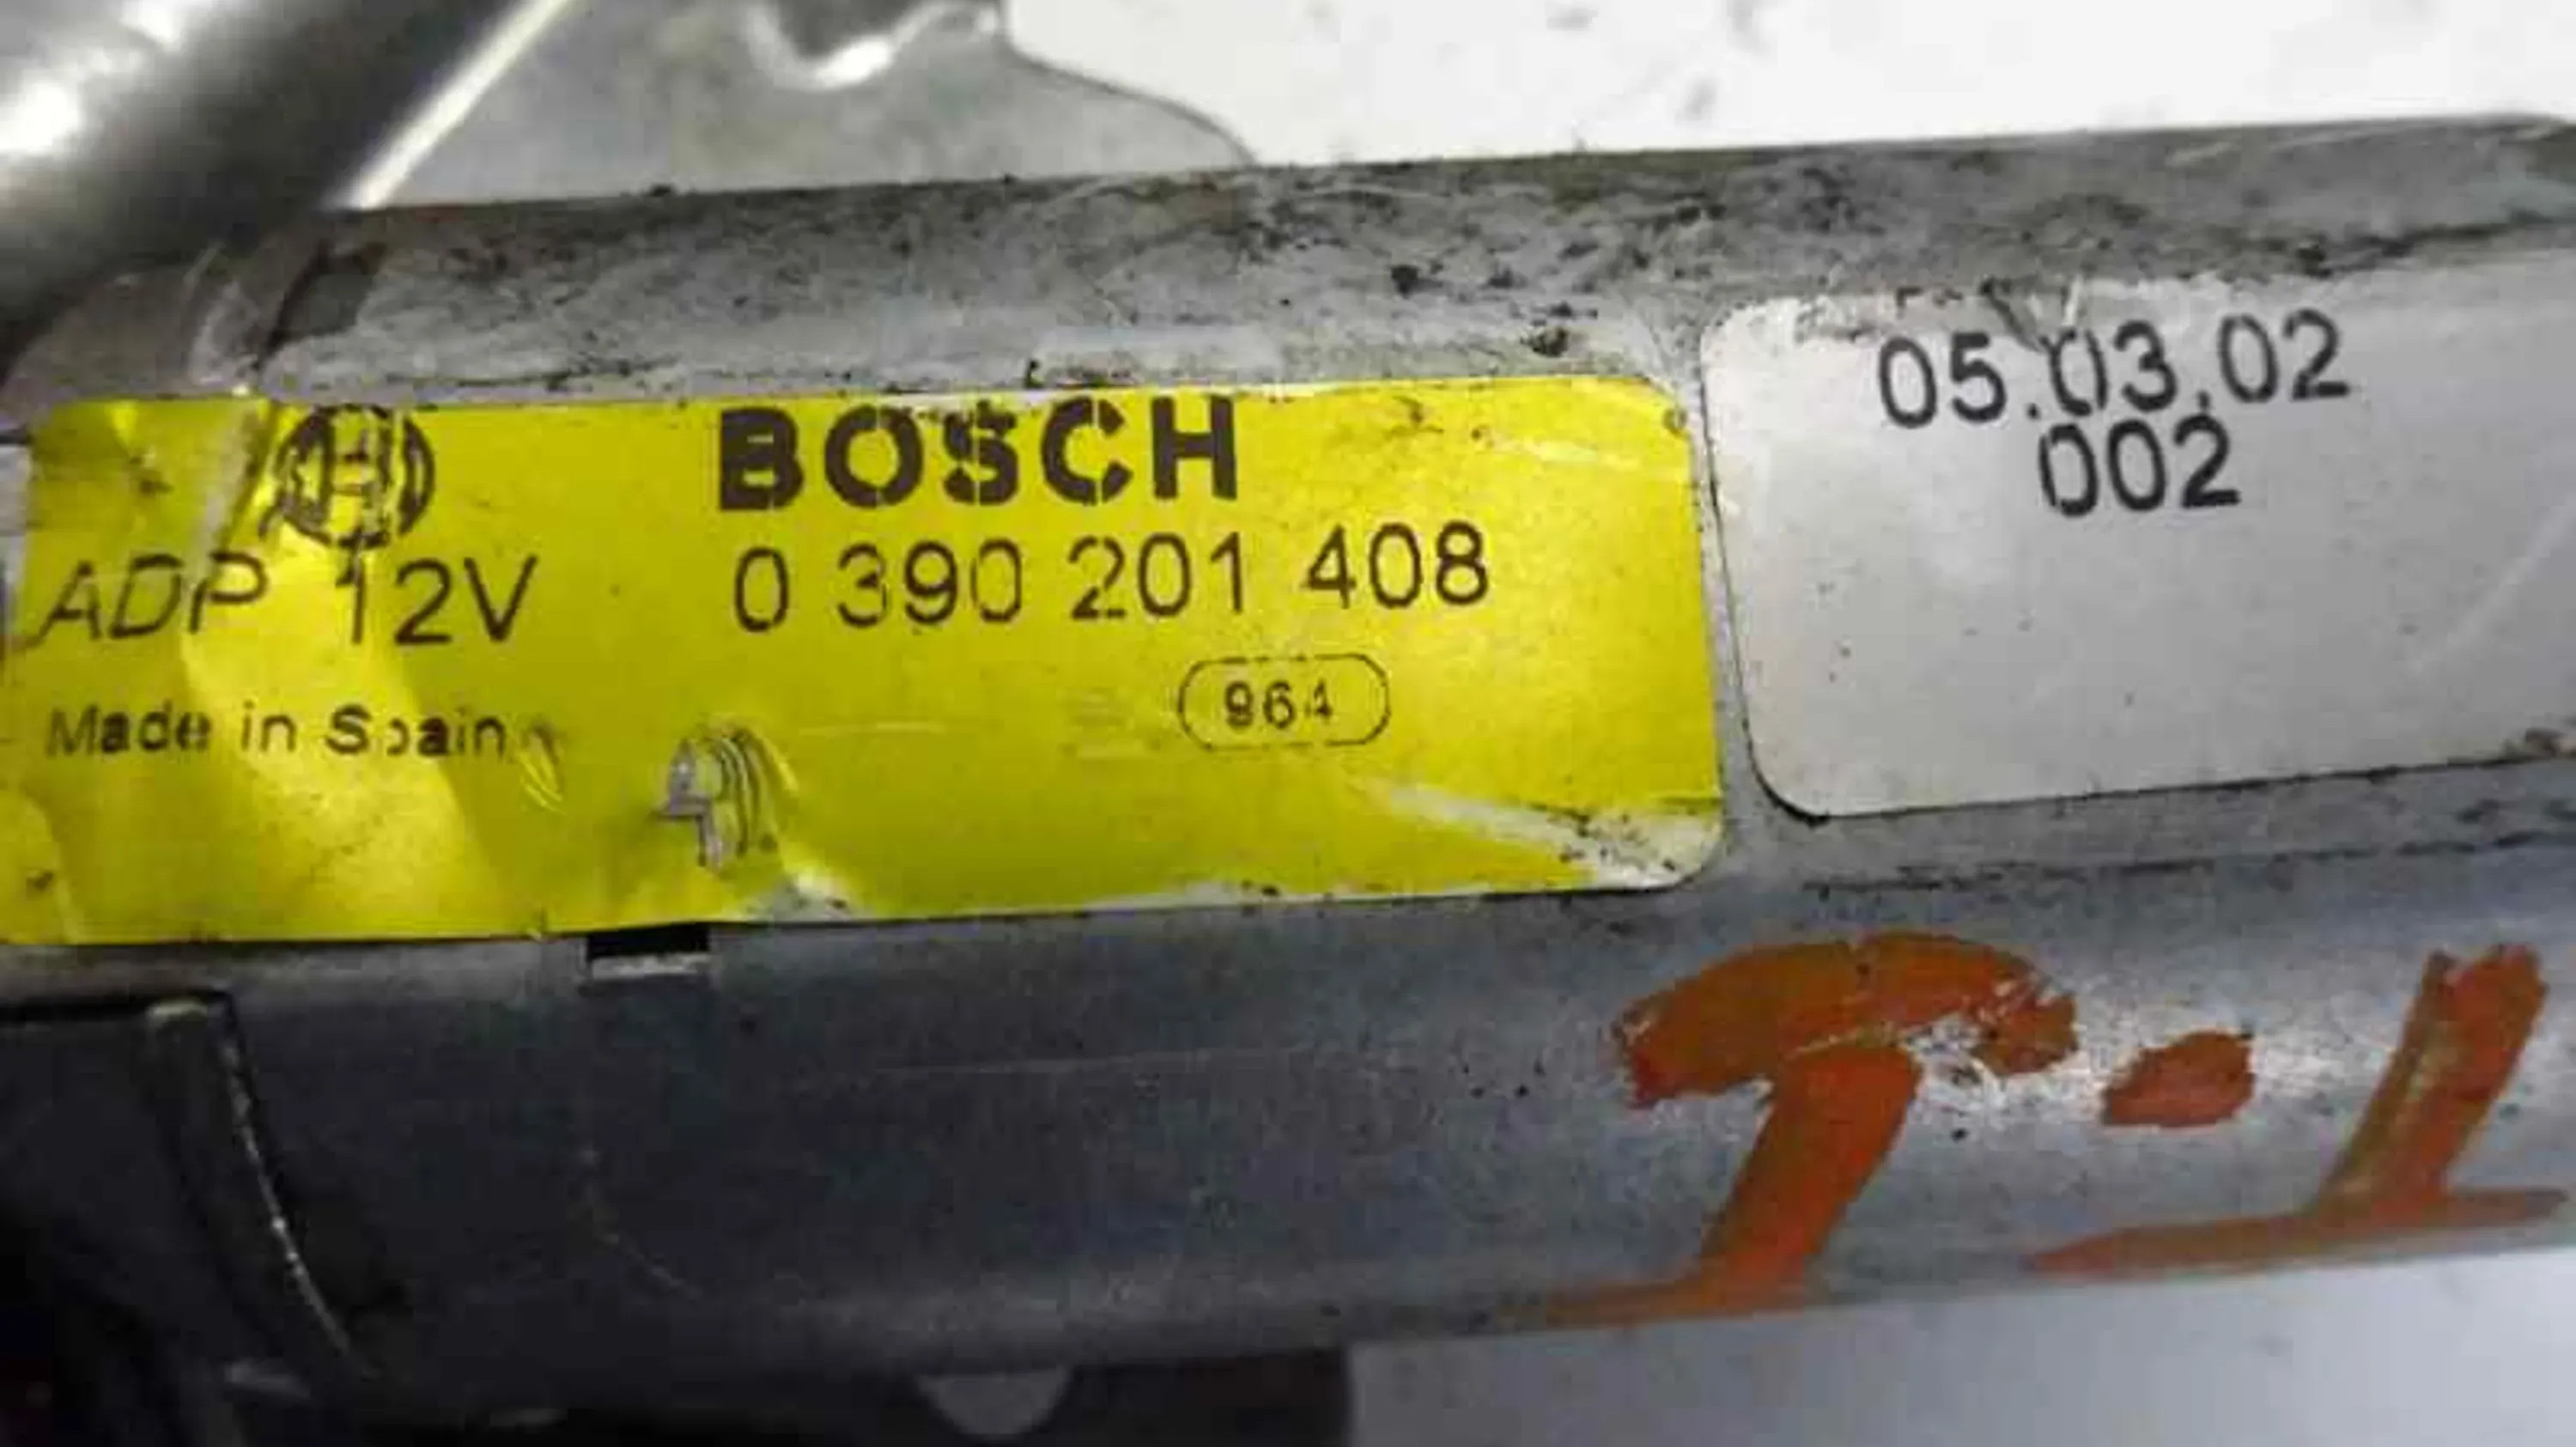 BOSCH
ADP 12V 0 390 201 408
Made in Spain
964
05.03.02
002